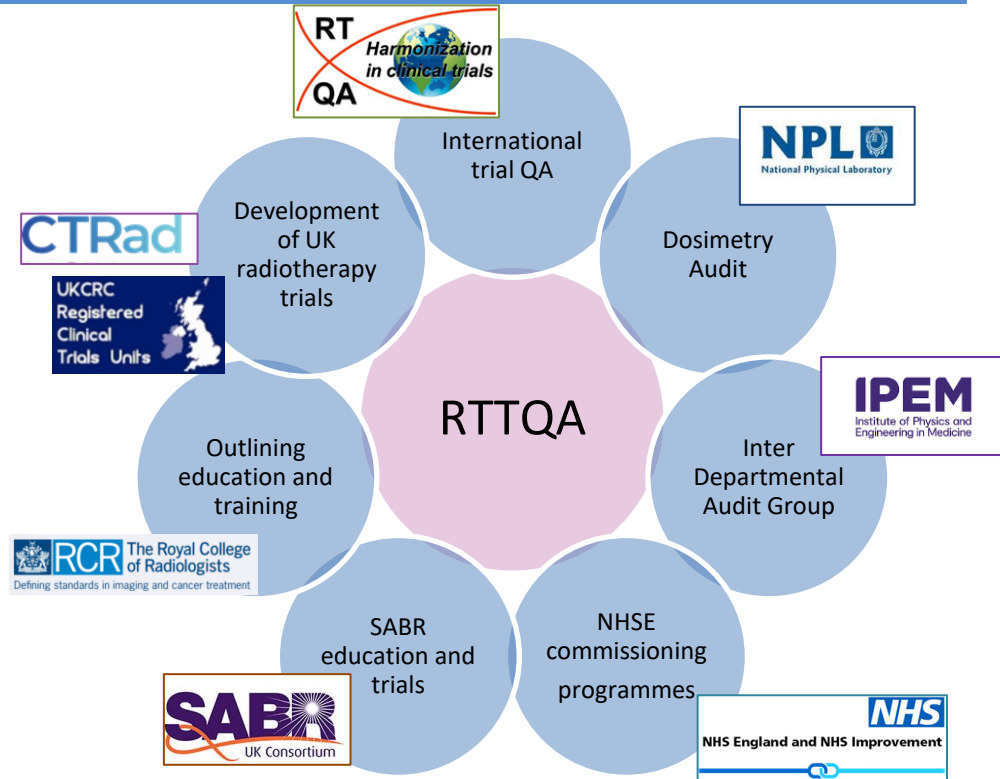 RT
QA
Harmonization
in clinical trials
International
trial QA
NPL
National Physical Laboratory
Dosimetry
Audit
IPEM
Institute of Physics and
Engineering in Medicine
Inter
Departmental
Audit Group
NHSE
commissioning
programmes
NHS
NHS England and NHS Improvement
SABR
education and
trials
SABR
UK Consortium
Outlining
education and
training
RCR The Royal College
of Radiologists
Defining standards in imaging and cancer treatment
Development
of UK
radiotherapy
trials
CTRad
UKCRC
Registered
Clinical
Trials Units
RTTQA